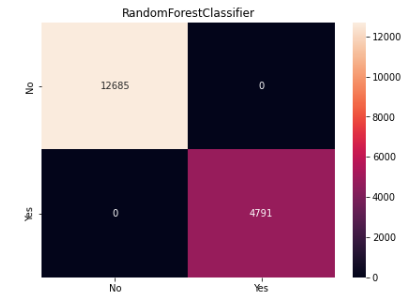 RandomForestClassifier
No
12685
0
Yes
0
4791
No
Yes
12000
10000
8000
6000
4000
2000
0